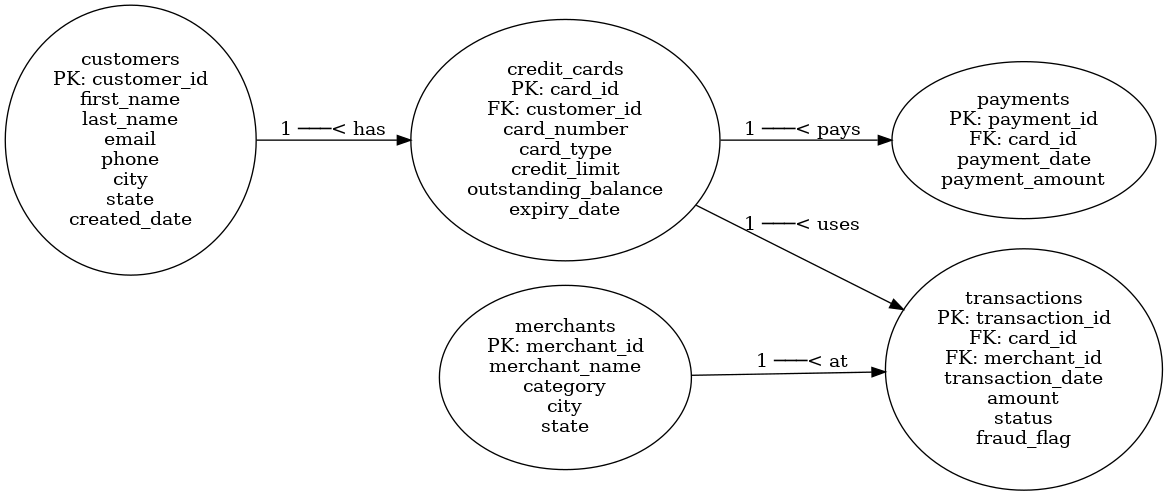 customers
PK: customer_id
first_name
last_name
email
phone
city
state
created_date
1 ──< has
credit_cards
PK: card_id
FK: customer_id
card_number
card_type
credit_limit
outstanding_balance
expiry_date
1 ──< pays
payments
PK: payment_id
FK: card_id
payment_date
payment_amount
1 ──< uses
merchants
PK: merchant_id
merchant_name
category
city
state
1 ──< at
transactions
PK: transaction_id
FK: card_id
FK: merchant_id
transaction_date
amount
status
fraud_flag